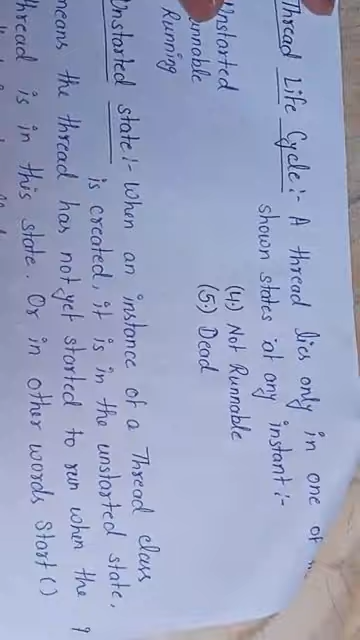 Thread Life Cycle:- A thread lies only in one of
shown states at any instant:-
Unstarted
(4.) Not Runnable
(5.) Dead
Running
Unstarted state:- When an instance of a Thread class
is created, it is in the unstarted state,
means the thread has not yet started to run when the
thread is in this state. Or in other words Start()